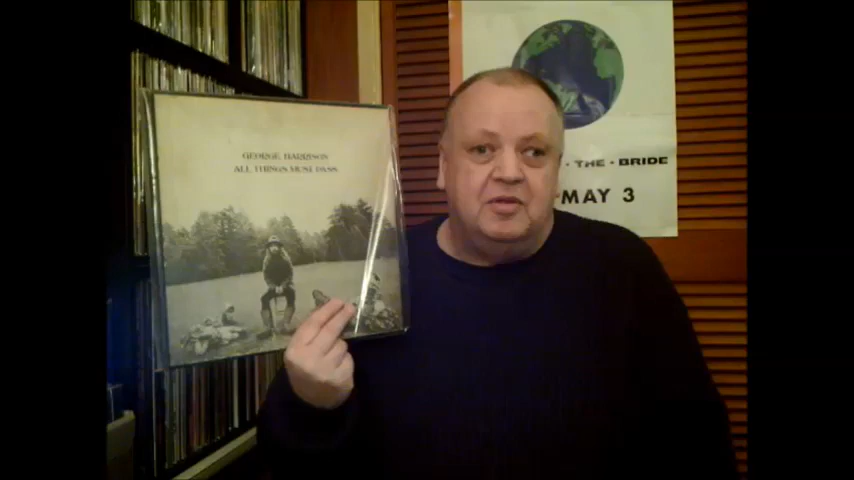 GEORGE HARRISON
ALL THINGS MUST PASS
· THE · BRIDE
MAY 3